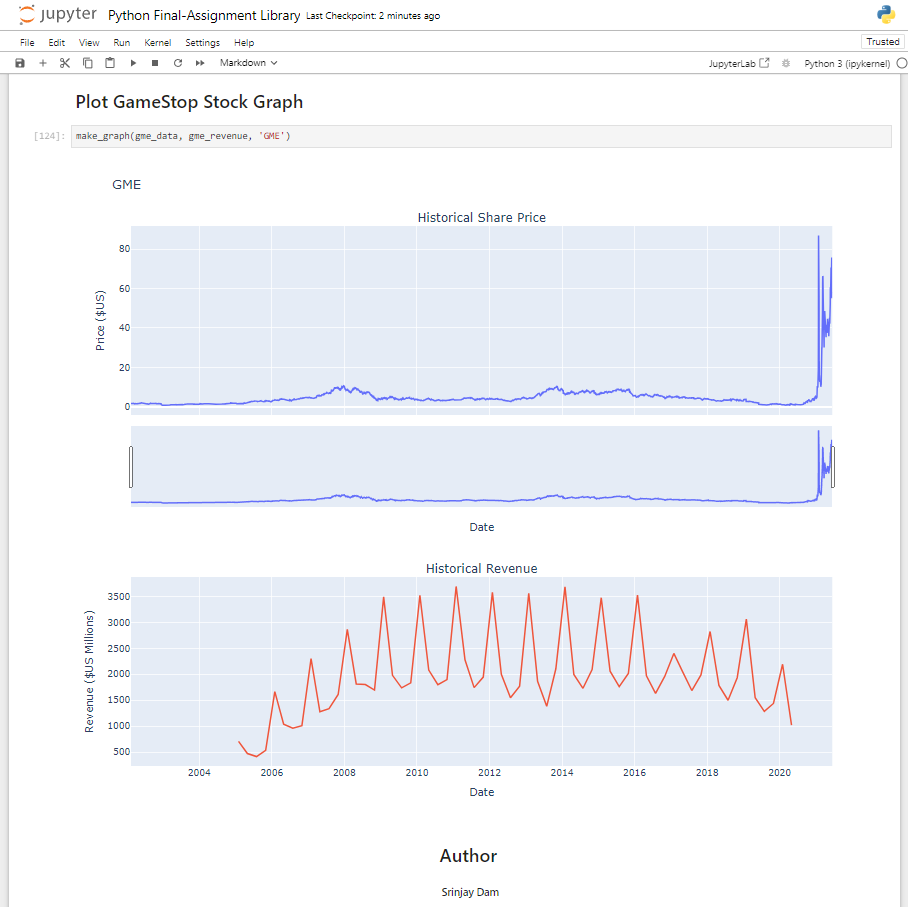 jupyter Python Final-Assignment Library Last Checkpoint: 2 minutes ago
File Edit View Run Kernel Settings Help Trusted
Markdown JupyterLab Python 3 (ipykernel)
Plot GameStop Stock Graph
[124]: make_graph(gme_data, gme_revenue, 'GME')
GME
Historical Share Price
80
60
40
20
0
Price ($US)
Date
Historical Revenue
3500
3000
2500
2000
1500
1000
500
Revenue ($US Millions)
2004 2006 2008 2010 2012 2014 2016 2018 2020
Date
Author
Srinjay Dam